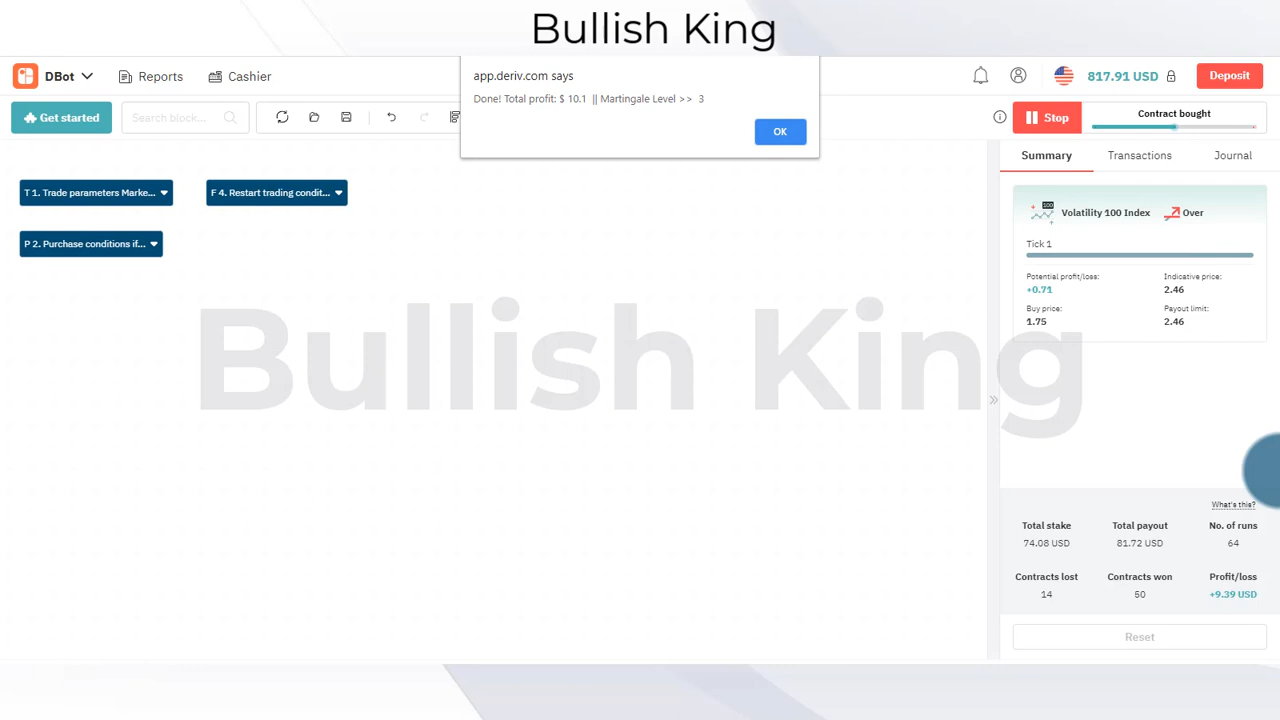 Bullish King
DBot
Reports
Cashier
app.deriv.com says
Done! Total profit: $ 10.1 || Martingale Level >> 3
OK
817.91 USD
Deposit
Get started
Search block...
Stop
Contract bought
Summary
Transactions
Journal
T 1. Trade parameters Marke...
F 4. Restart trading condit...
P 2. Purchase conditions if...
100
Volatility 100 Index
Over
Tick 1
Potential profit/loss:
Indicative price:
+0.71
2.46
Buy price:
Payout limit:
1.75
2.46
Bullish King
What's this?
Total stake
Total payout
No. of runs
74.08 USD
81.72 USD
64
Contracts lost
Contracts won
Profit/loss
14
50
+9.39 USD
Reset